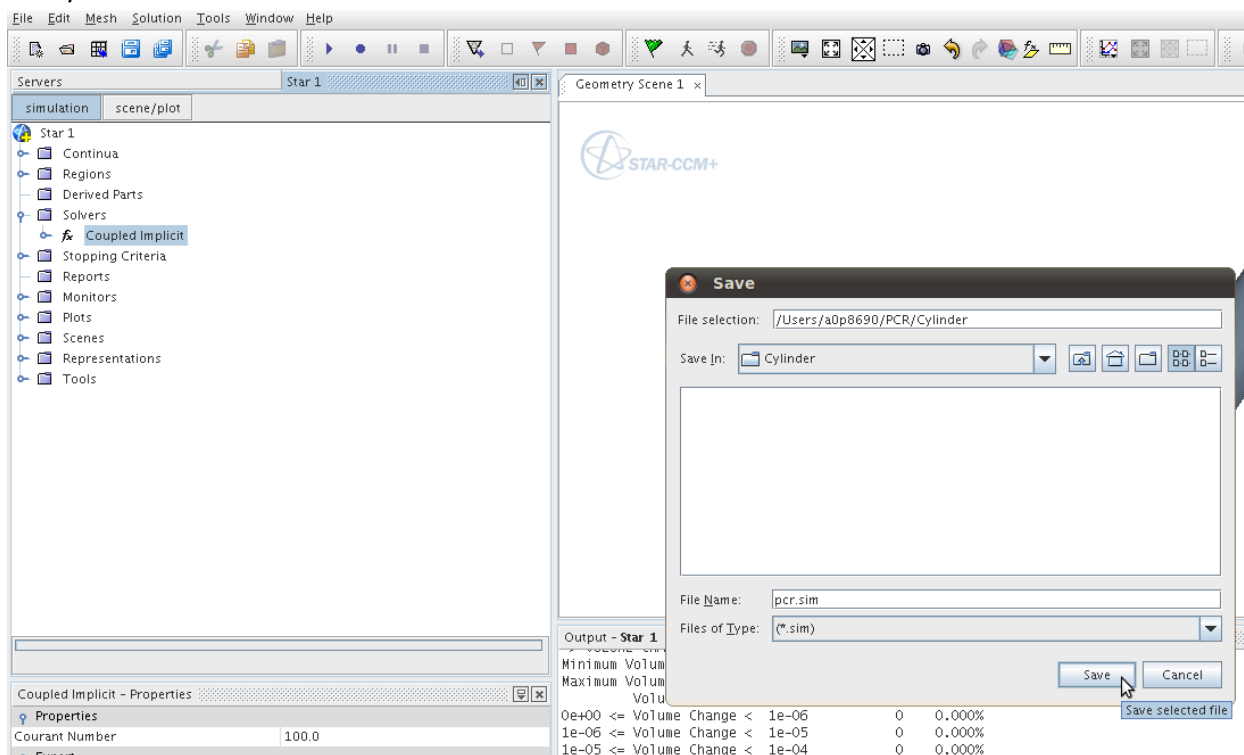 File Edit Mesh Solution Tools Window Help
Servers
Star 1
Geometry Scene 1
simulation scene/plot
Star 1
Continua
Regions
Derived Parts
Solvers
fx Coupled Implicit
Stopping Criteria
Reports
Monitors
Plots
Scenes
Representations
Tools
STAR-CCM+
Save
File selection: /Users/a0p8690/PCR/Cylinder
Save In: Cylinder
File Name: pcr.sim
Files of Type: (*.sim)
Save Cancel
Save selected file
Output - Star 1
Minimum Volum
Maximum Volum
Volu
0e+00 <= Volume Change < 1e-06 0 0.000%
1e-06 <= Volume Change < 1e-05 0 0.000%
1e-05 <= Volume Change < 1e-04 0 0.000%
Coupled Implicit - Properties
Properties
Courant Number 100.0